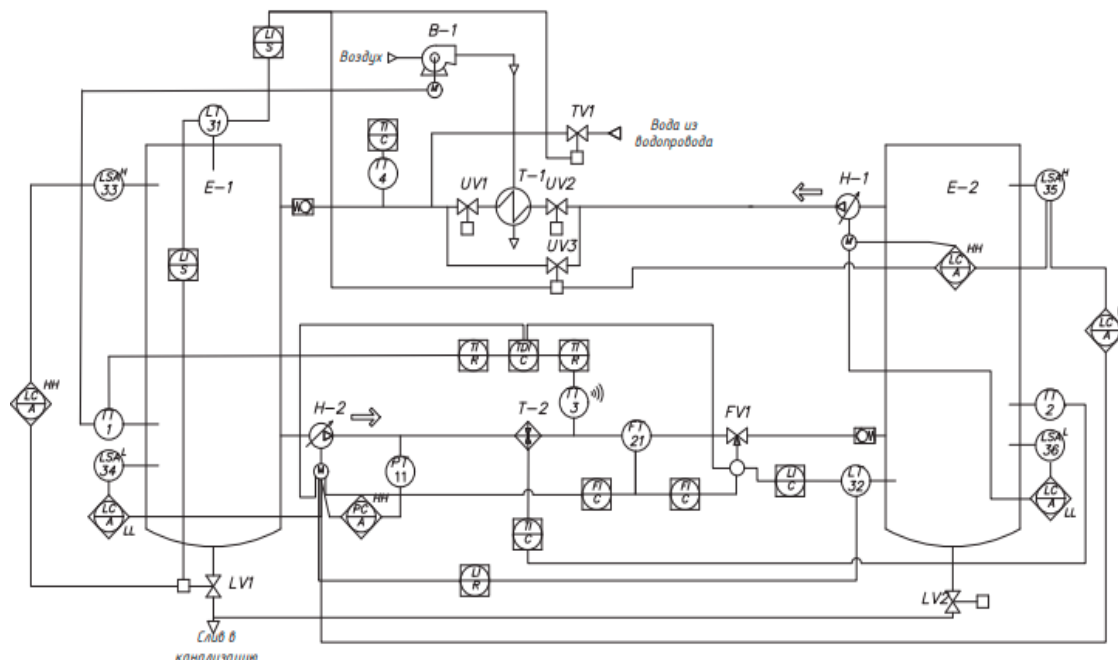 LI
S
B-1
Воздух
M
LT
31
TI
C
TT
4
TV1
Вода из
водопровода
LSA H
33
E-1
UV1
T-1
UV2
UV3
H-1
M
E-2
LSA H
35
LI
S
LC
A
HH
LC
A
LC
A
HH
TI
R
TDI
C
TI
R
TT
1
H-2
TT
3
T-2
FT
21
FV1
TT
2
LSA L
34
LSA L
36
M
PT
11
PC
A
HH
FI
C
FI
C
LI
C
LT
32
LC
A
LL
LC
A
LL
TI
C
LI
R
LV1
LV2
Слив в
канализацию